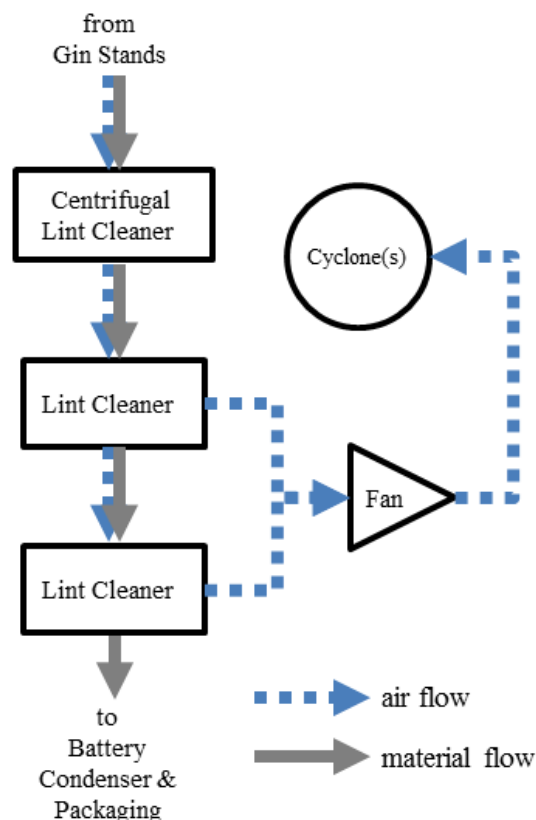 from
Gin Stands
Centrifugal
Lint Cleaner
Cyclone(s)
Lint Cleaner
Fan
Lint Cleaner
to
Battery
Condenser &
Packaging
air flow
material flow